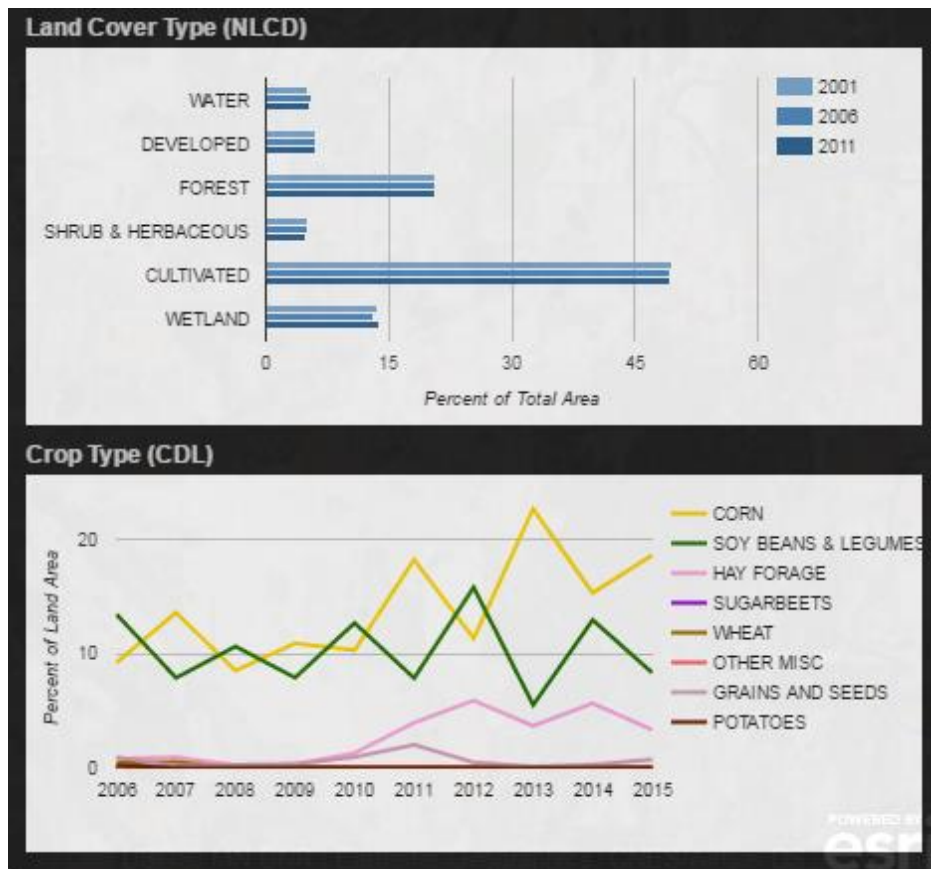 Land Cover Type (NLCD)
2001
2006
2011
WATER
DEVELOPED
FOREST
SHRUB & HERBACEOUS
CULTIVATED
WETLAND
0 15 30 45 60
Percent of Total Area
Crop Type (CDL)
Percent of Land Area
20
10
0
2006 2007 2008 2009 2010 2011 2012 2013 2014 2015
CORN
SOY BEANS & LEGUMES
HAY FORAGE
SUGARBEETS
WHEAT
OTHER MISC
GRAINS AND SEEDS
POTATOES
POWERED BY
esri